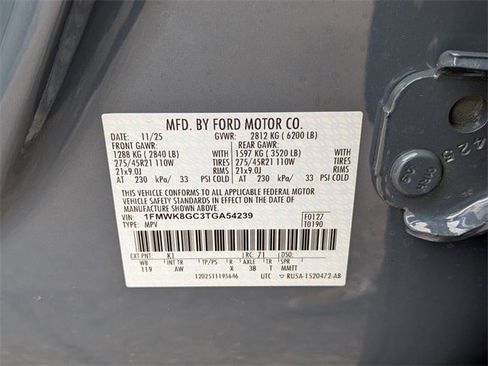 MFD. BY FORD MOTOR CO.
DATE: 11/25 GVWR: 2812 KG ( 6200 LB)
FRONT GAWR: REAR GAWR:
1288 KG ( 2840 LB) WITH 1597 KG ( 3520 LB) WITH
275/45R21 110W TIRES 275/45R21 110W TIRES
21x9.0J RIMS 21x9.0J RIMS
AT 230 kPa/ 33 PSI COLD AT 230 kPa/ 33 PSI COLD
THIS VEHICLE CONFORMS TO ALL APPLICABLE FEDERAL MOTOR
VEHICLE SAFETY STANDARDS IN EFFECT ON THE DATE OF
MANUFACTURE SHOWN ABOVE.
VIN: 1FMWK8GC3TGA54239 F0127
TYPE: MPV T0190
EXT PNT: K1 RC: 71 DSO:
WB INT TR TP/PS R AXLE TR SPR
119 AW X 38 T MMTT
1202511195646 UTC RU5A-1520472-AB
425